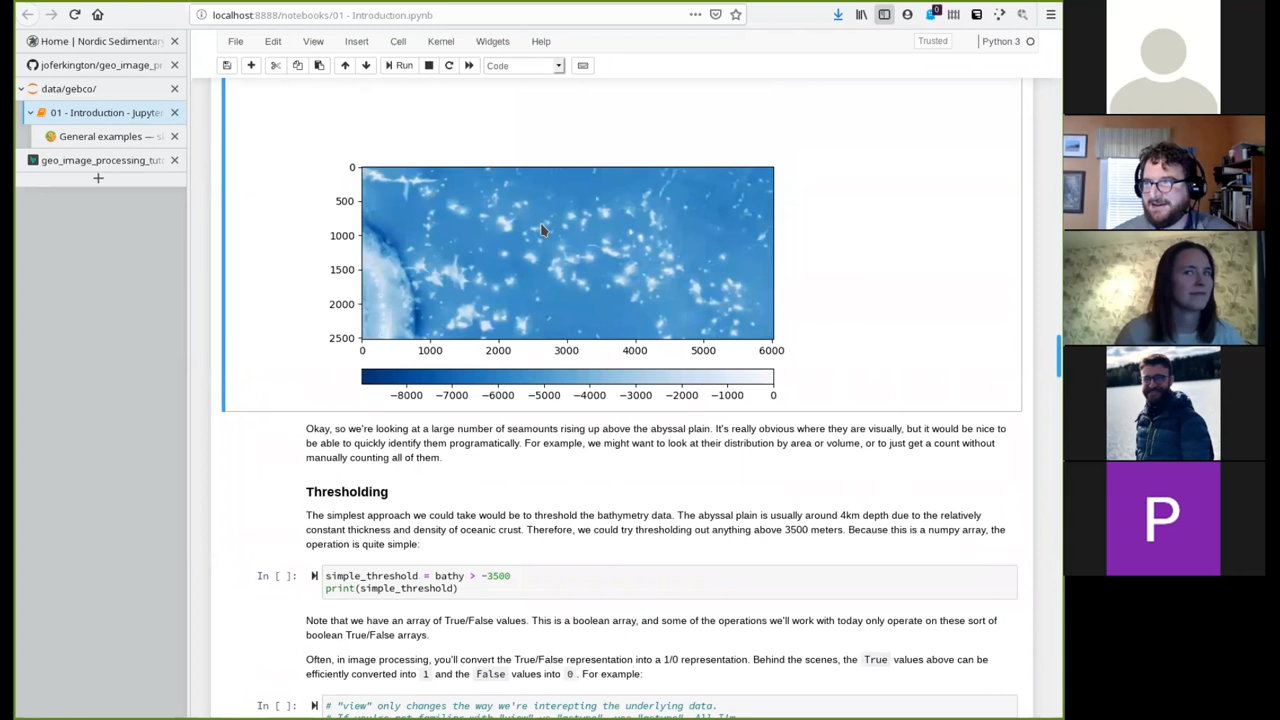 localhost:8888/notebooks/01 - Introduction.ipynb
0
Home | Nordic Sedimentar
joferkington/geo_image_pr
data/gebco/
01 - Introduction - Jupyter
General examples — s
geo_image_processing_tuto
File Edit View Insert Cell Kernel Widgets Help
Trusted
Python 3
Run
Code
0
500
1000
1500
2000
2500
0 1000 2000 3000 4000 5000 6000
−8000 −7000 −6000 −5000 −4000 −3000 −2000 −1000 0
Okay, so we're looking at a large number of seamounts rising up above the abyssal plain. It's really obvious where they are visually, but it would be nice to
be able to quickly identify them programatically. For example, we might want to look at their distribution by area or volume, or to just get a count without
manually counting all of them.
Thresholding
The simplest approach we could take would be to threshold the bathymetry data. The abyssal plain is usually around 4km depth due to the relatively
constant thickness and density of oceanic crust. Therefore, we could try thresholding out anything above 3500 meters. Because this is a numpy array, the
operation is quite simple:
In [ ]:
simple_threshold = bathy > -3500
print(simple_threshold)
Note that we have an array of True/False values. This is a boolean array, and some of the operations we'll work with today only operate on these sort of
boolean True/False arrays.
Often, in image processing, you'll convert the True/False representation into a 1/0 representation. Behind the scenes, the True values above can be
efficiently converted into 1 and the False values into 0 . For example:
In [ ]:
# "view" only changes the way we're intepreting the underlying data.
P